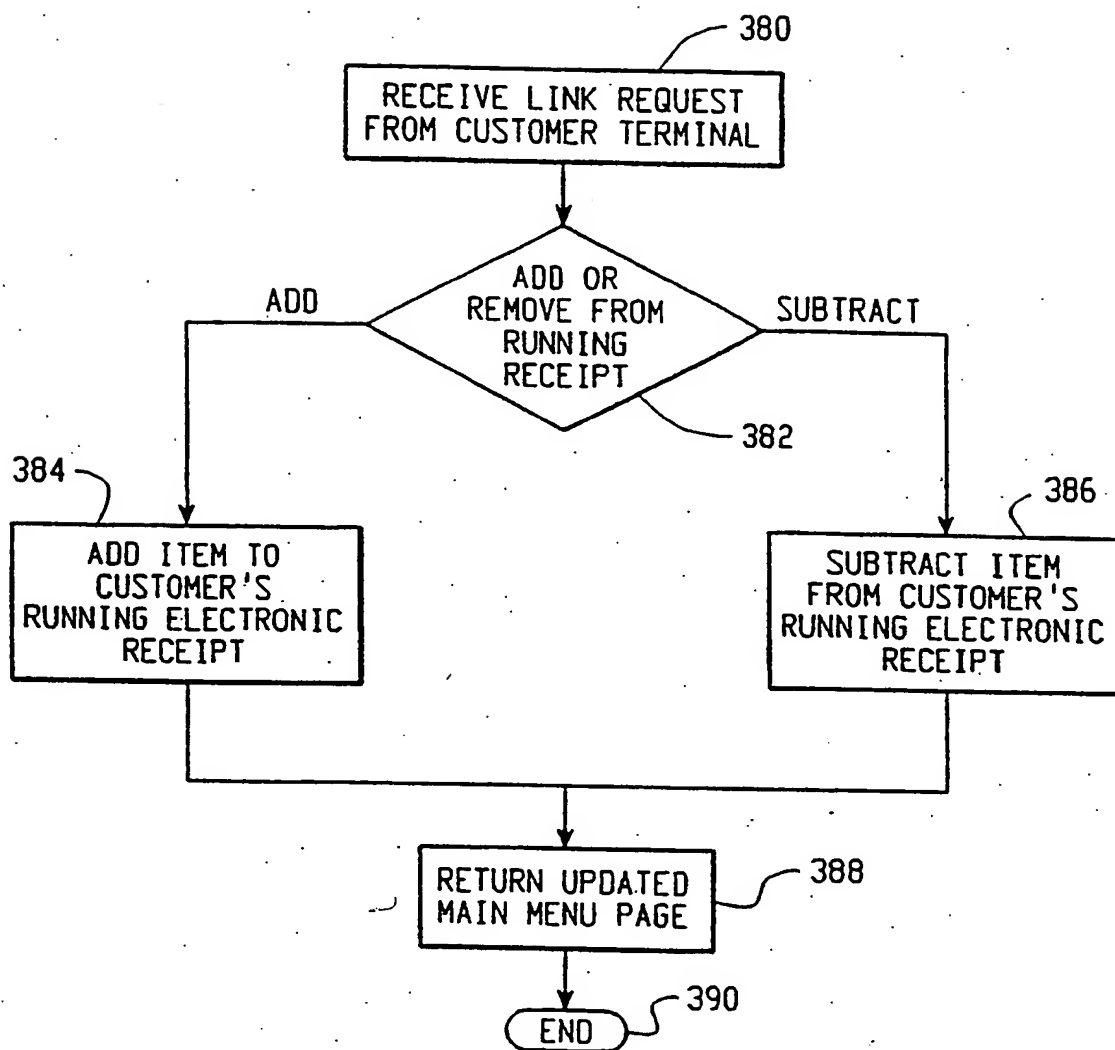 380
RECEIVE LINK REQUEST
FROM CUSTOMER TERMINAL
ADD OR
REMOVE FROM
RUNNING
RECEIPT
ADD
SUBTRACT
382
384
ADD ITEM TO
CUSTOMER'S
RUNNING ELECTRONIC
RECEIPT
386
SUBTRACT ITEM
FROM CUSTOMER'S
RUNNING ELECTRONIC
RECEIPT
RETURN UPDATED
MAIN MENU PAGE
388
END
390